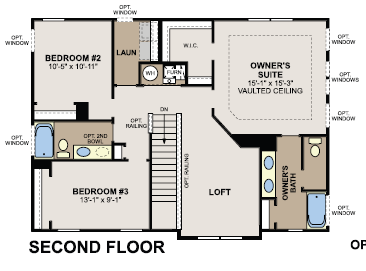 OPT.
WINDOW
OPT.
WINDOW
LAUN
W.I.C.
OPT.
WINDOW
BEDROOM #2
10'-5" x 10'-11"
WH
FURN
OWNER'S
SUITE
15'-1" x 15'-3"
VAULTED CEILING
OPT.
WINDOWS
OPT.
WINDOW
OPT.
RAILING
DN
OPT.
WINDOW
OPT. 2ND
BOWL
OPT. RAILING
OWNER'S
BATH
BEDROOM #3
13'-1" x 9'-1"
LOFT
OPT.
WINDOW
SECOND FLOOR
OP